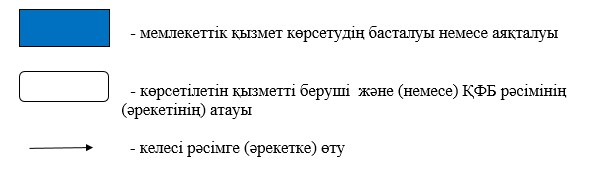 - мемлекеттік қызмет көрсетудің басталуы немесе аяқталуы
- көрсетілетін қызметті беруші және (немесе) ҚФБ рәсімінің
(әрекетінің) атауы
- келесі рәсімге (әрекетке) өту